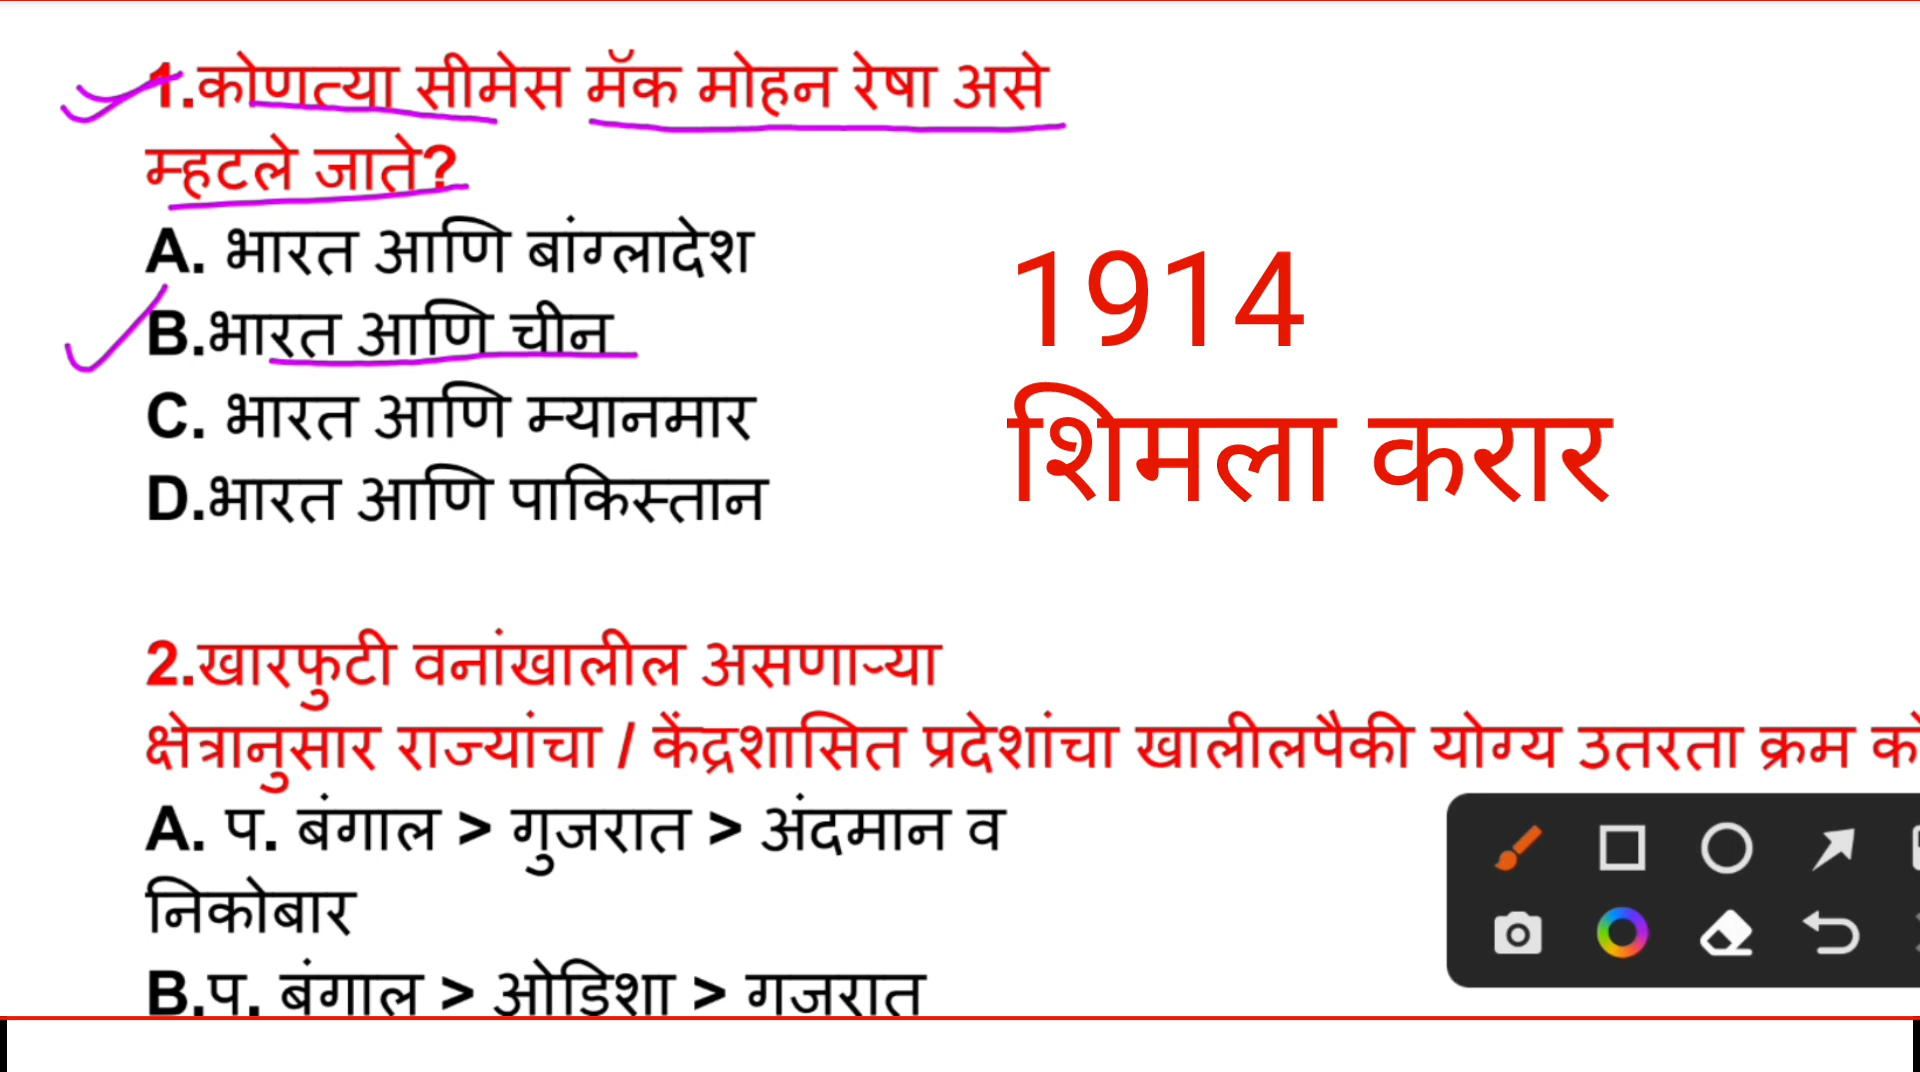 1.कोणत्या सीमेस मॅक मोहन रेषा असे
म्हटले जाते?
A. भारत आणि बांग्लादेश
B.भारत आणि चीन
C. भारत आणि म्यानमार
D.भारत आणि पाकिस्तान
1914
शिमला करार
2.खारफुटी वनांखालील असणाऱ्या
क्षेत्रानुसार राज्यांचा / केंद्रशासित प्रदेशांचा खालीलपैकी योग्य उतरता क्रम
A. प. बंगाल > गुजरात > अंदमान व
निकोबार
B.प. बंगाल > ओडिशा > गुजरात